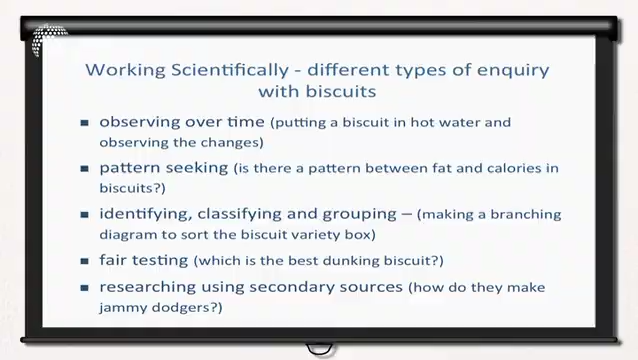 Working Scientifically - different types of enquiry
with biscuits
▪ observing over time (putting a biscuit in hot water and
observing the changes)
▪ pattern seeking (is there a pattern between fat and calories in
biscuits?)
▪ identifying, classifying and grouping – (making a branching
diagram to sort the biscuit variety box)
▪ fair testing (which is the best dunking biscuit?)
▪ researching using secondary sources (how do they make
jammy dodgers?)